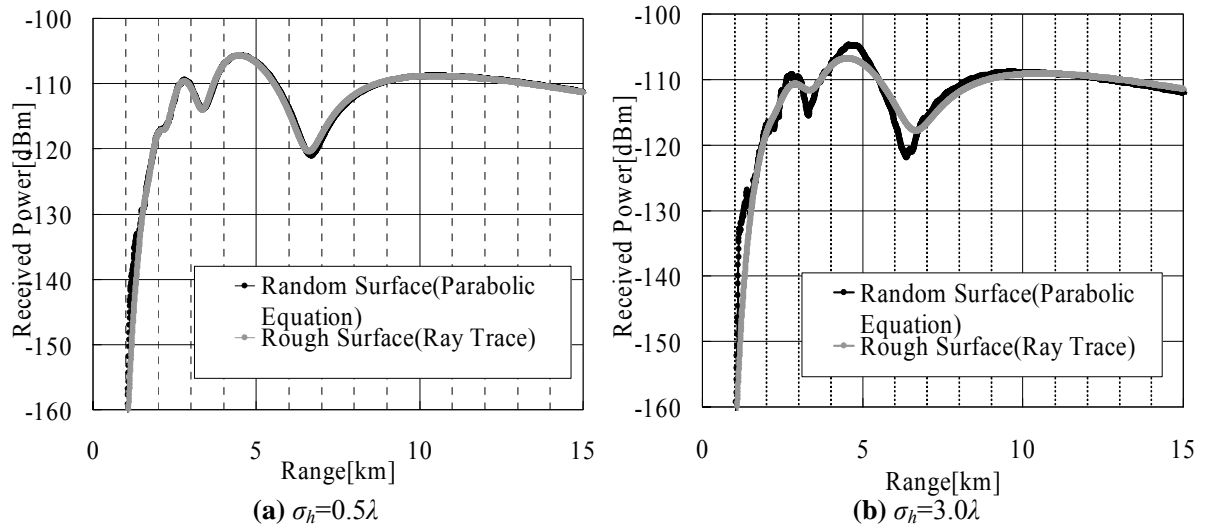 -100
-110
-120
-130
-140
-150
-160
Received Power[dBm]
Random Surface(Parabolic
Equation)
Rough Surface(Ray Trace)
0
5
10
15
Range[km]
(a) σh=0.5λ
-100
-110
-120
-130
-140
-150
-160
Received Power[dBm]
Random Surface(Parabolic
Equation)
Rough Surface(Ray Trace)
0
5
10
15
Range[km]
(b) σh=3.0λ